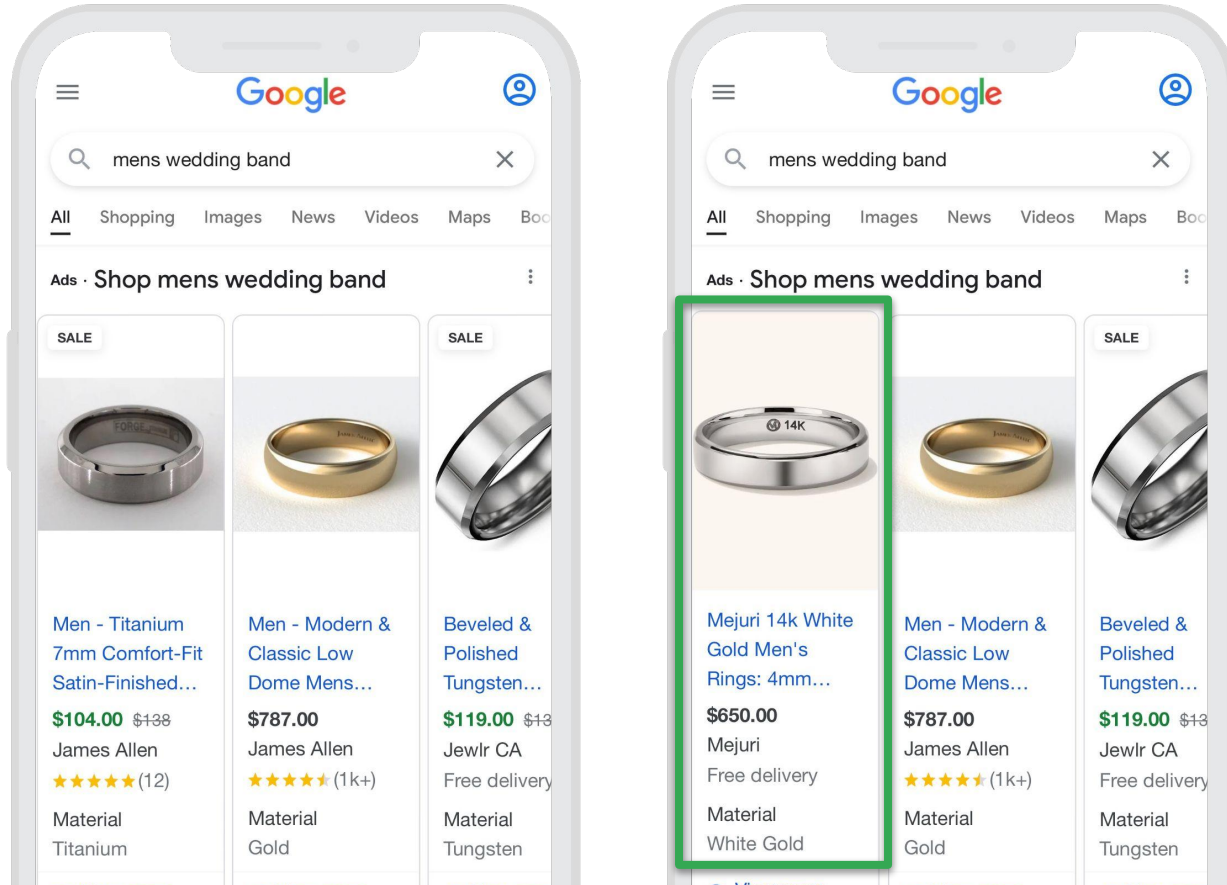 Google
mens wedding band
All Shopping Images News Videos Maps Boo
Ads · Shop mens wedding band
SALE
SALE
FORGE
Men - Titanium
7mm Comfort-Fit
Satin-Finished...
$104.00 $138
James Allen
(12)
Material
Titanium
Men - Modern &
Classic Low
Dome Mens...
$787.00
James Allen
(1k+)
Material
Gold
Beveled &
Polished
Tungsten...
$119.00 $13
Jewlr CA
Free delivery
Material
Tungsten
Google
mens wedding band
All Shopping Images News Videos Maps Boo
Ads · Shop mens wedding band
SALE
14K
Mejuri 14k White
Gold Men's
Rings: 4mm...
$650.00
Mejuri
Free delivery
Material
White Gold
Men - Modern &
Classic Low
Dome Mens...
$787.00
James Allen
(1k+)
Material
Gold
Beveled &
Polished
Tungsten...
$119.00 $13
Jewlr CA
Free delivery
Material
Tungsten